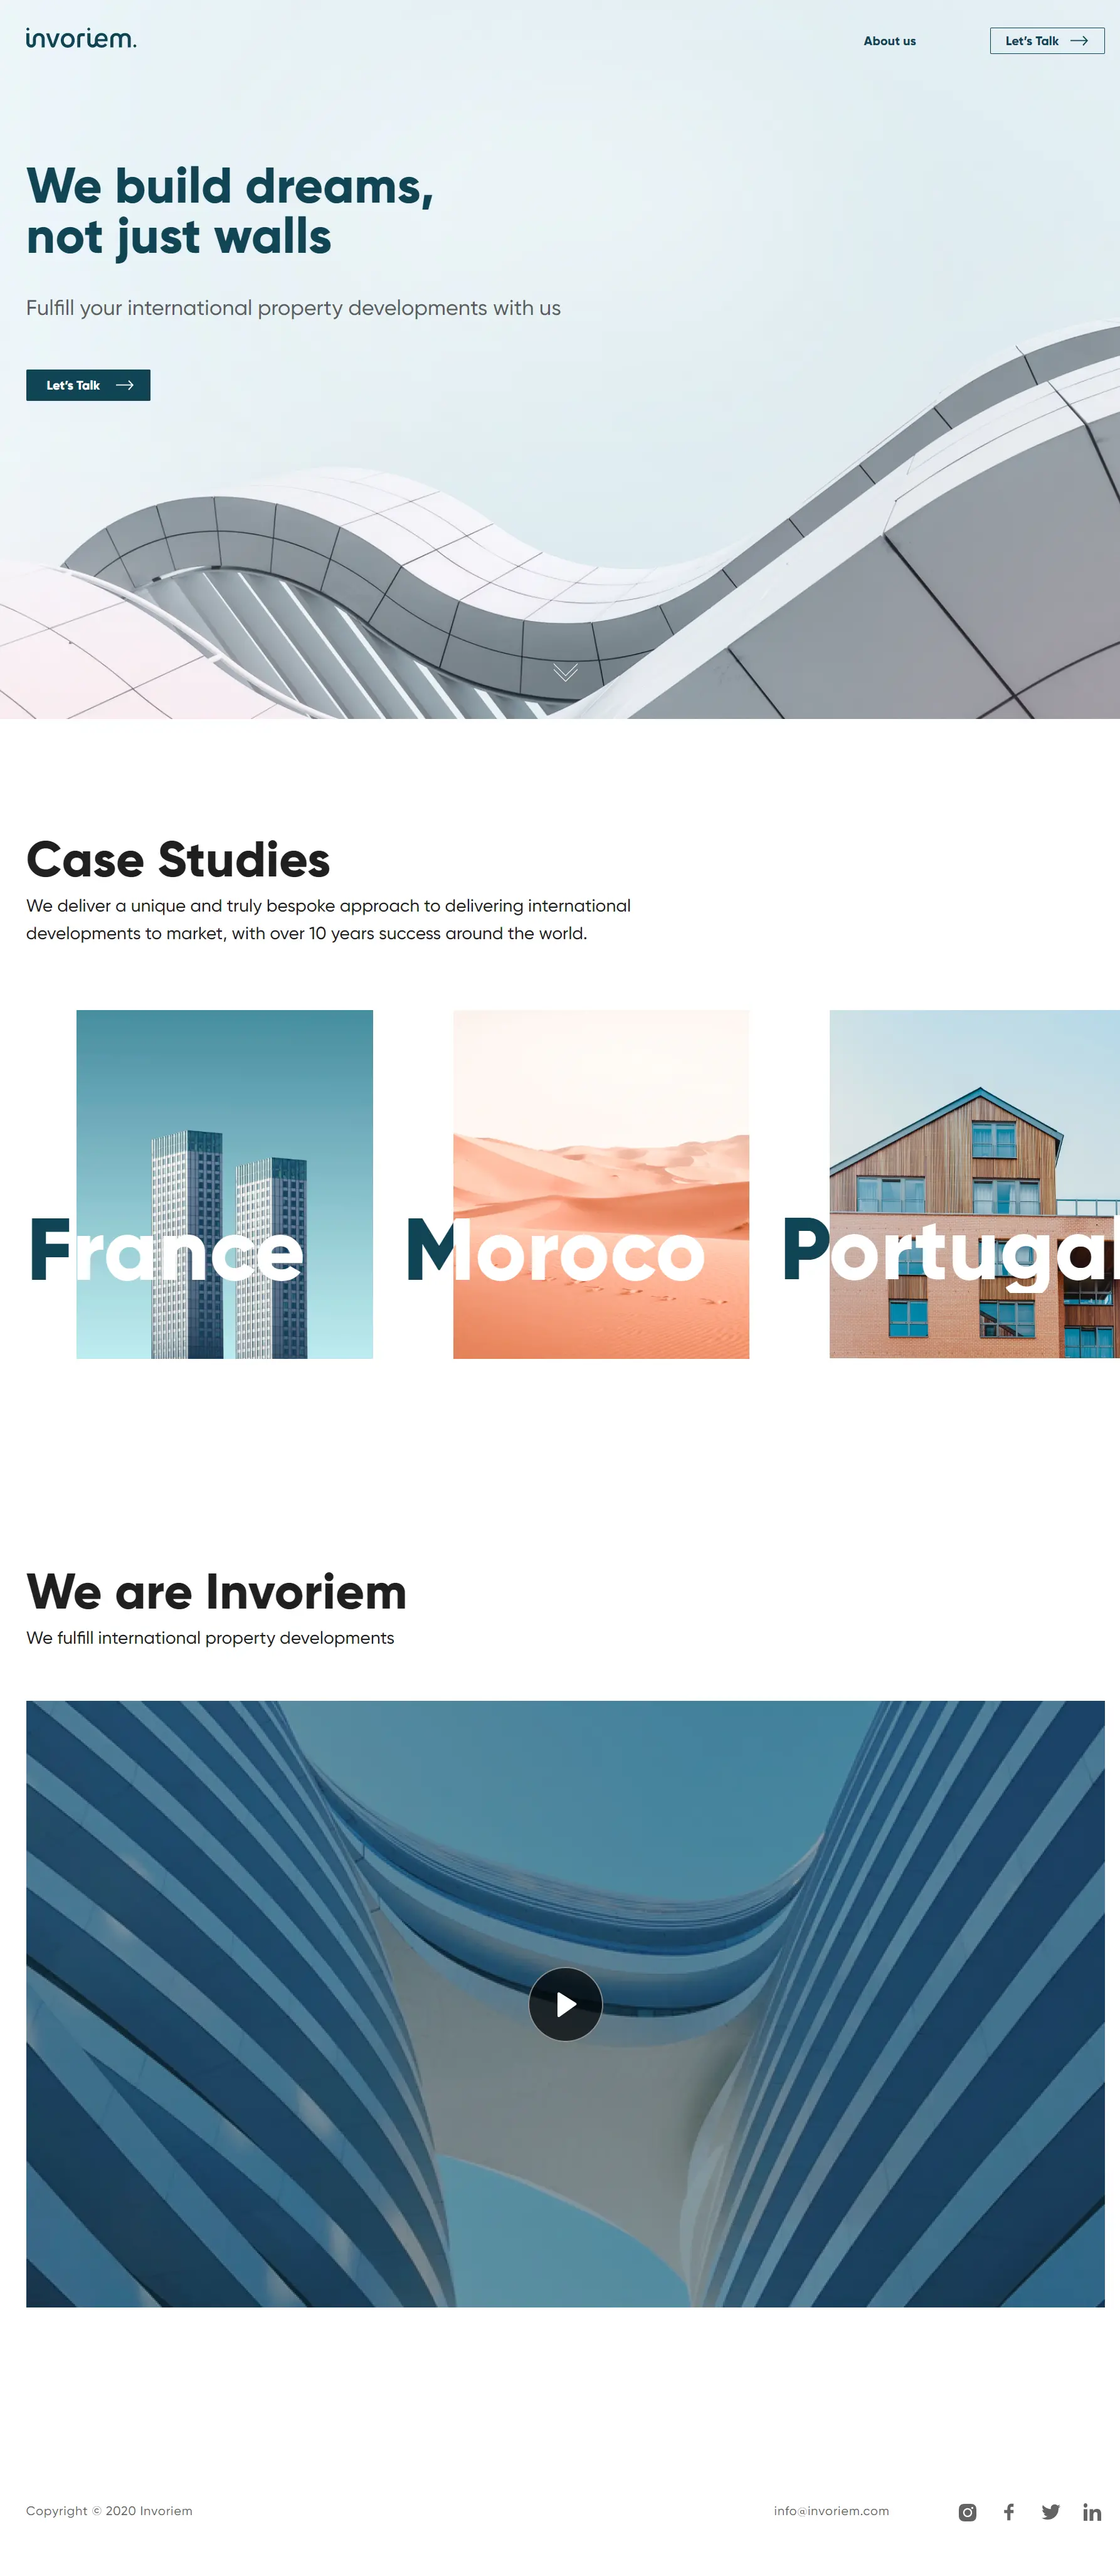 invoriem.
About us
Let's Talk
We build dreams,
not just walls
Fulfill your international property developments with us
Let's Talk
Case Studies
We deliver a unique and truly bespoke approach to delivering international
developments to market, with over 10 years success around the world.
France
Moroco
Portugal
We are Invoriem
We fulfill international property developments
Copyright © 2020 Invoriem
info@invoriem.com